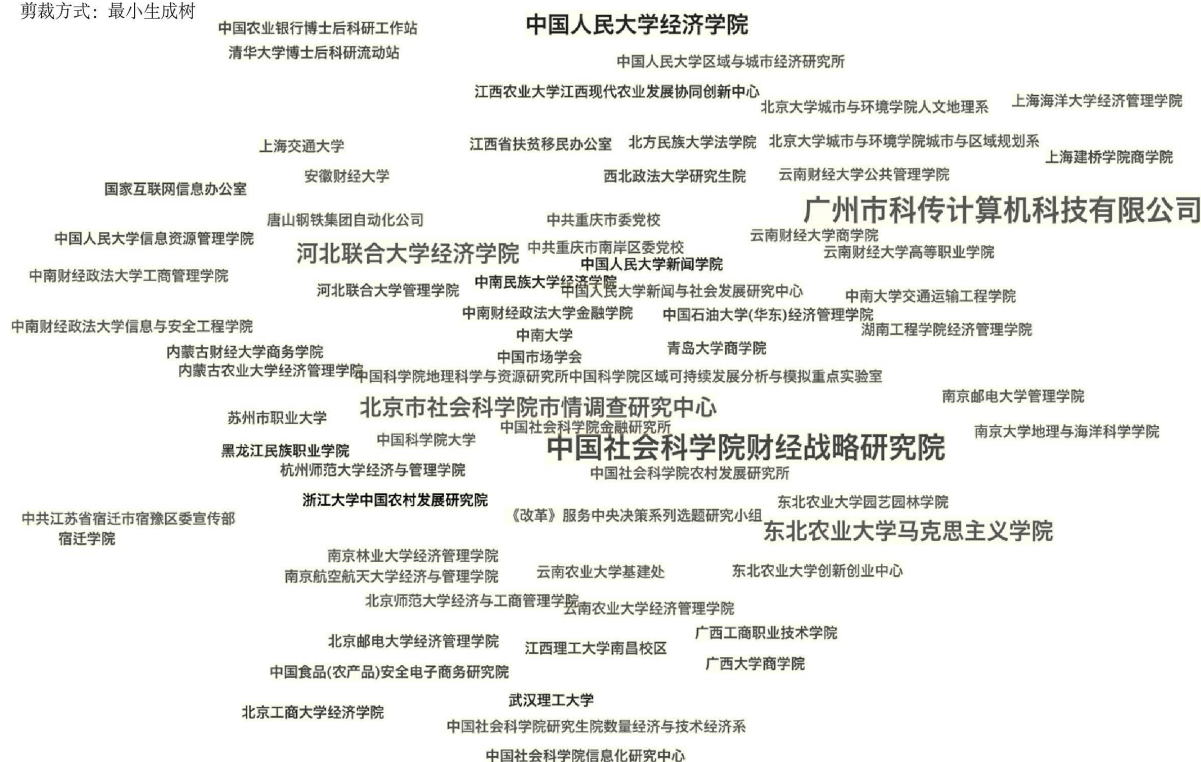 剪裁方式：最小生成树
中国农业银行博士后科研工作站
中国人民大学经济学院
清华大学博士后科研流动站
中国人民大学区域与城市经济研究所
江西农业大学江西现代农业发展协同创新中心
北京大学城市与环境学院人文地理系
上海海洋大学经济管理学院
上海交通大学
江西省扶贫移民办公室
北方民族大学法学院
北京大学城市与环境学院城市与区域规划系
上海建桥学院商学院
安徽财经大学
西北政法大学研究生院
云南财经大学公共管理学院
国家互联网信息办公室
广州市科传计算机科技有限公司
唐山钢铁集团自动化公司
中共重庆市委党校
中国人民大学信息资源管理学院
云南财经大学商学院
河北联合大学经济学院
中共重庆市南岸区委党校
云南财经大学高等职业学院
中国人民大学新闻学院
中南财经政法大学工商管理学院
中南民族大学经济学院
河北联合大学管理学院
中国人民大学新闻与社会发展研究中心
中南大学交通运输工程学院
中南财经政法大学金融学院
中国石油大学(华东)经济管理学院
中南财经政法大学信息与安全工程学院
湖南工程学院经济管理学院
中南大学
内蒙古财经大学商务学院
青岛大学商学院
中国市场学会
内蒙古农业大学经济管理学院
中国科学院地理科学与资源研究所中国科学院区域可持续发展分析与模拟重点实验室
南京邮电大学管理学院
北京市社会科学院市情调查研究中心
苏州市职业大学
中国社会科学院金融研究所
南京大学地理与海洋科学学院
中国科学院大学
中国社会科学院财经战略研究院
黑龙江民族职业学院
杭州师范大学经济与管理学院
中国社会科学院农村发展研究所
浙江大学中国农村发展研究院
东北农业大学园艺园林学院
中共江苏省宿迁市宿豫区委宣传部
《改革》服务中央决策系列选题研究小组
东北农业大学马克思主义学院
宿迁学院
南京林业大学经济管理学院
南京航空航天大学经济与管理学院
云南农业大学基建处
东北农业大学创新创业中心
北京师范大学经济与工商管理学院
云南农业大学经济管理学院
广西工商职业技术学院
北京邮电大学经济管理学院
江西理工大学南昌校区
广西大学商学院
中国食品(农产品)安全电子商务研究院
武汉理工大学
北京工商大学经济学院
中国社会科学院研究生院数量经济与技术经济系
中国社会科学院信息化研究中心